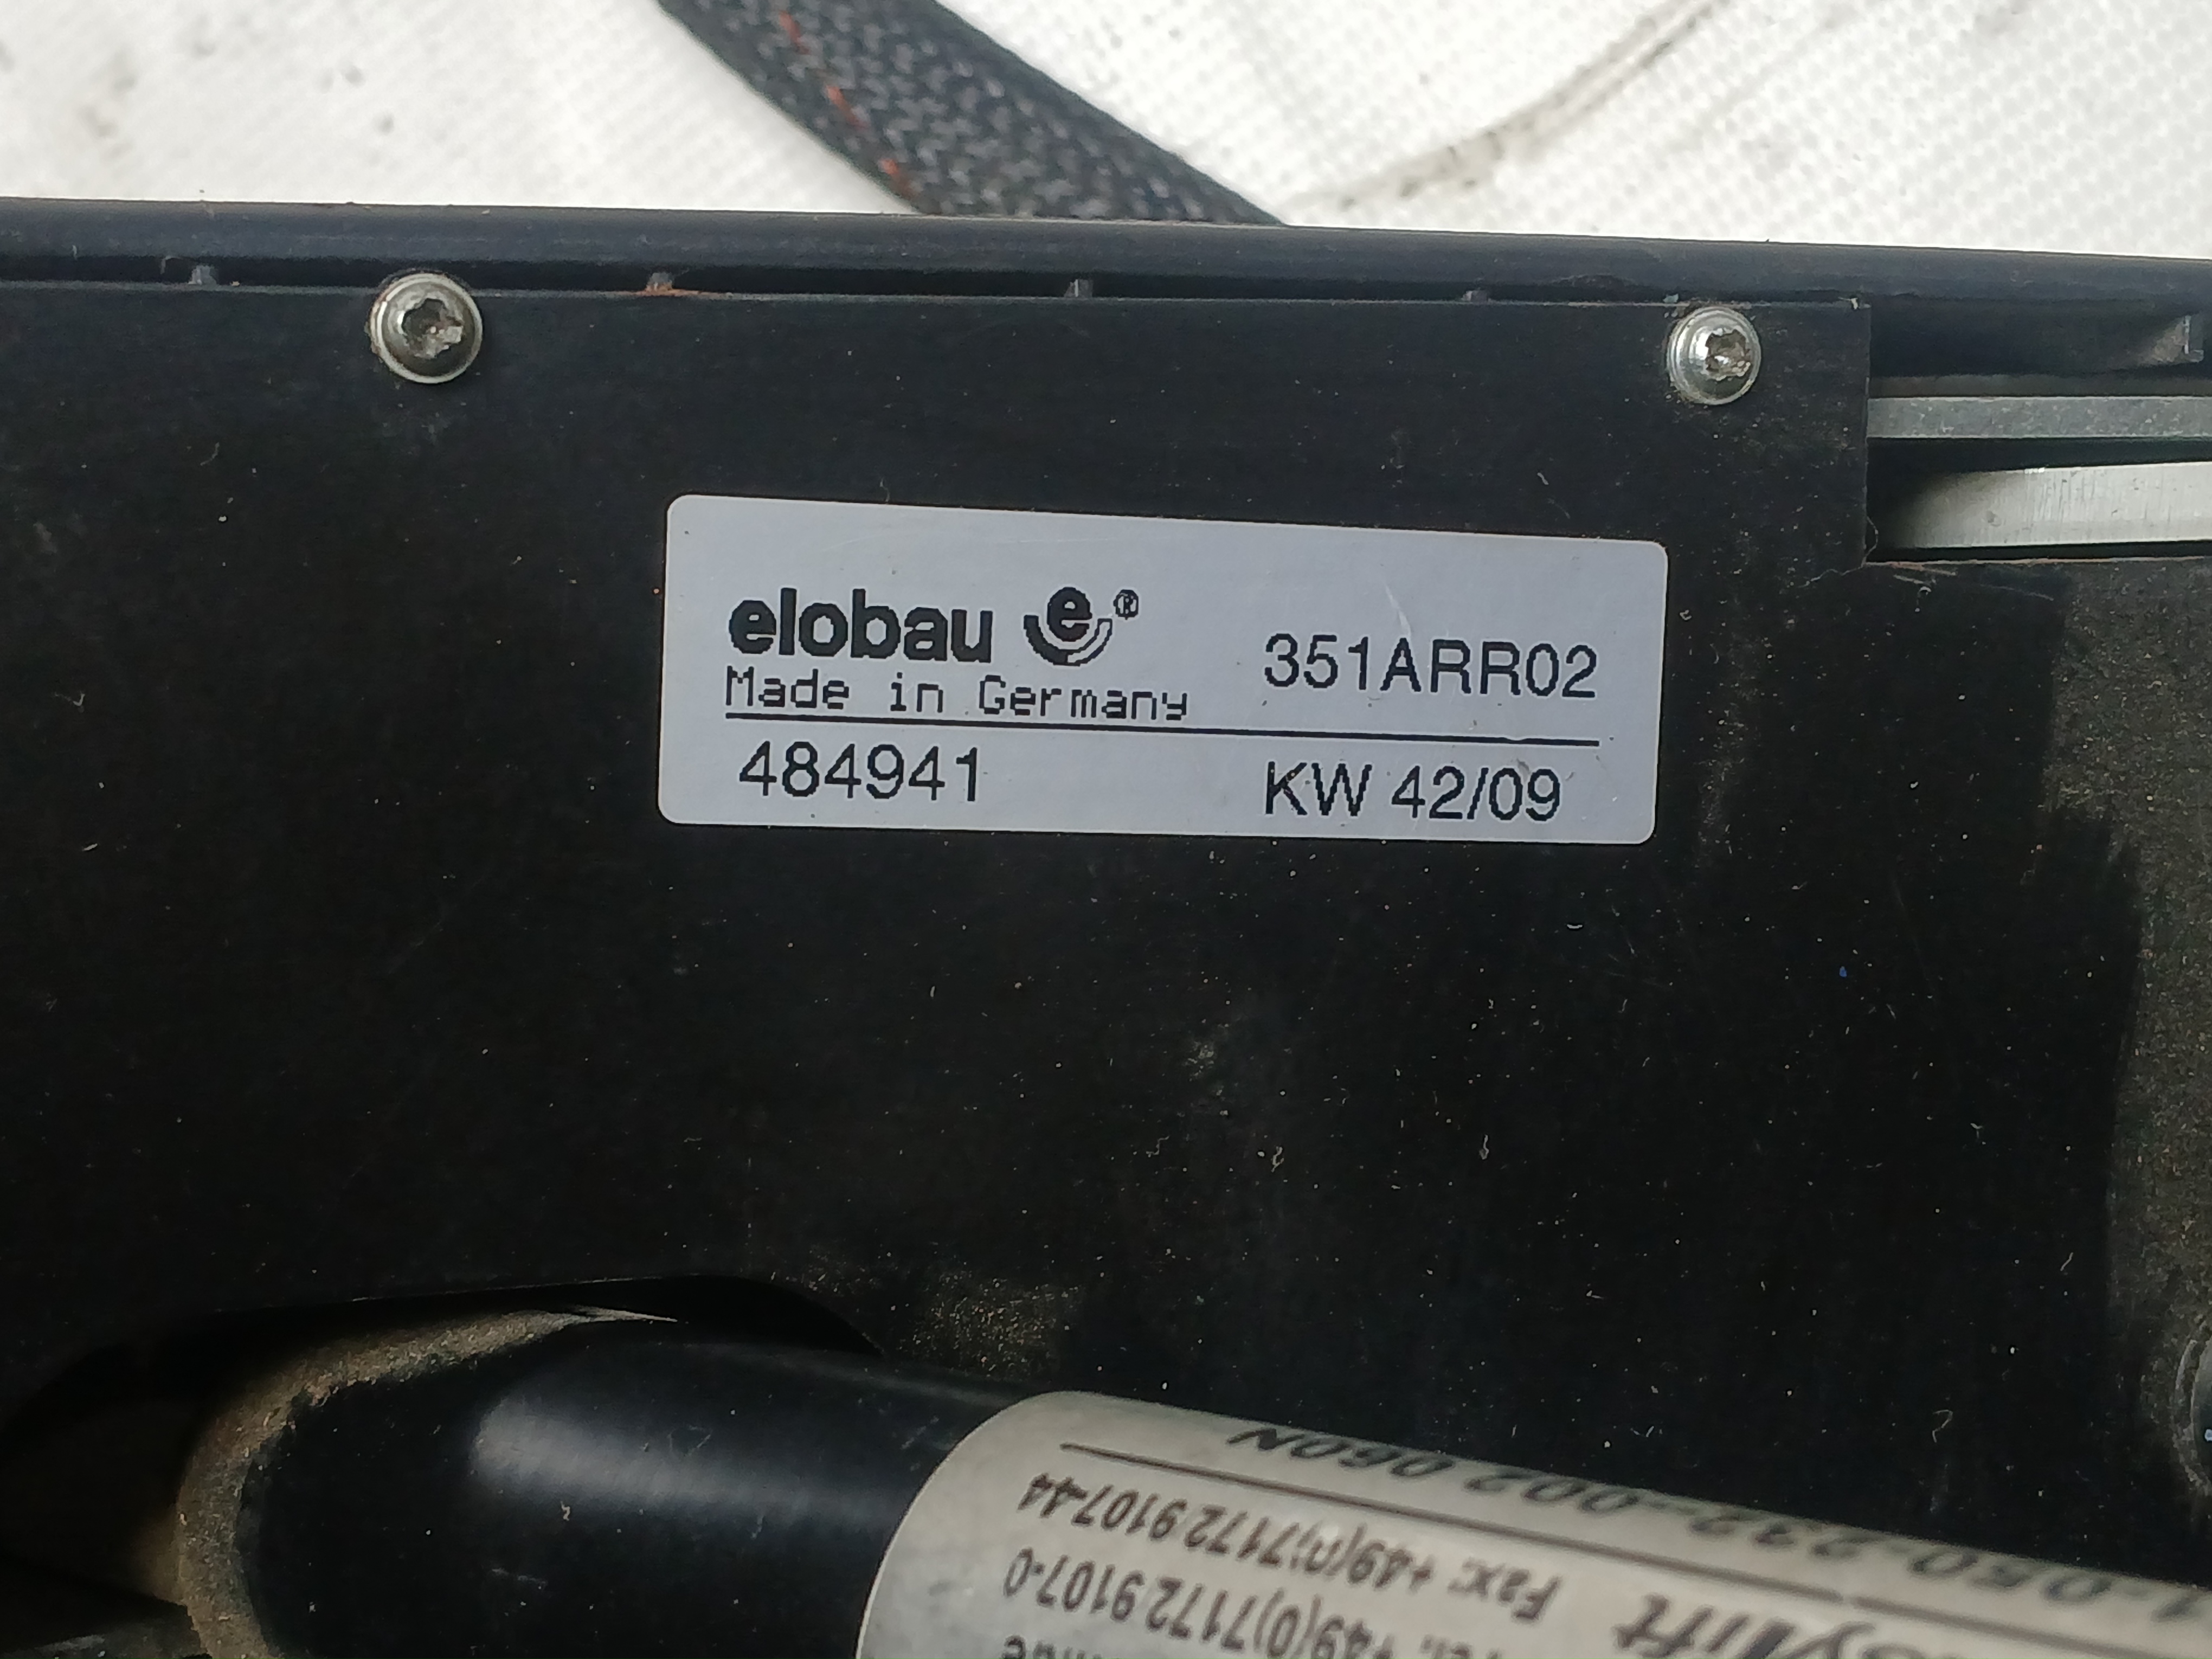 elobau e®
Made in Germany
351ARR02
484941
KW 42/09
060N
Fax: +49(0)7172 9107-44
+49(0)7172 9107-0